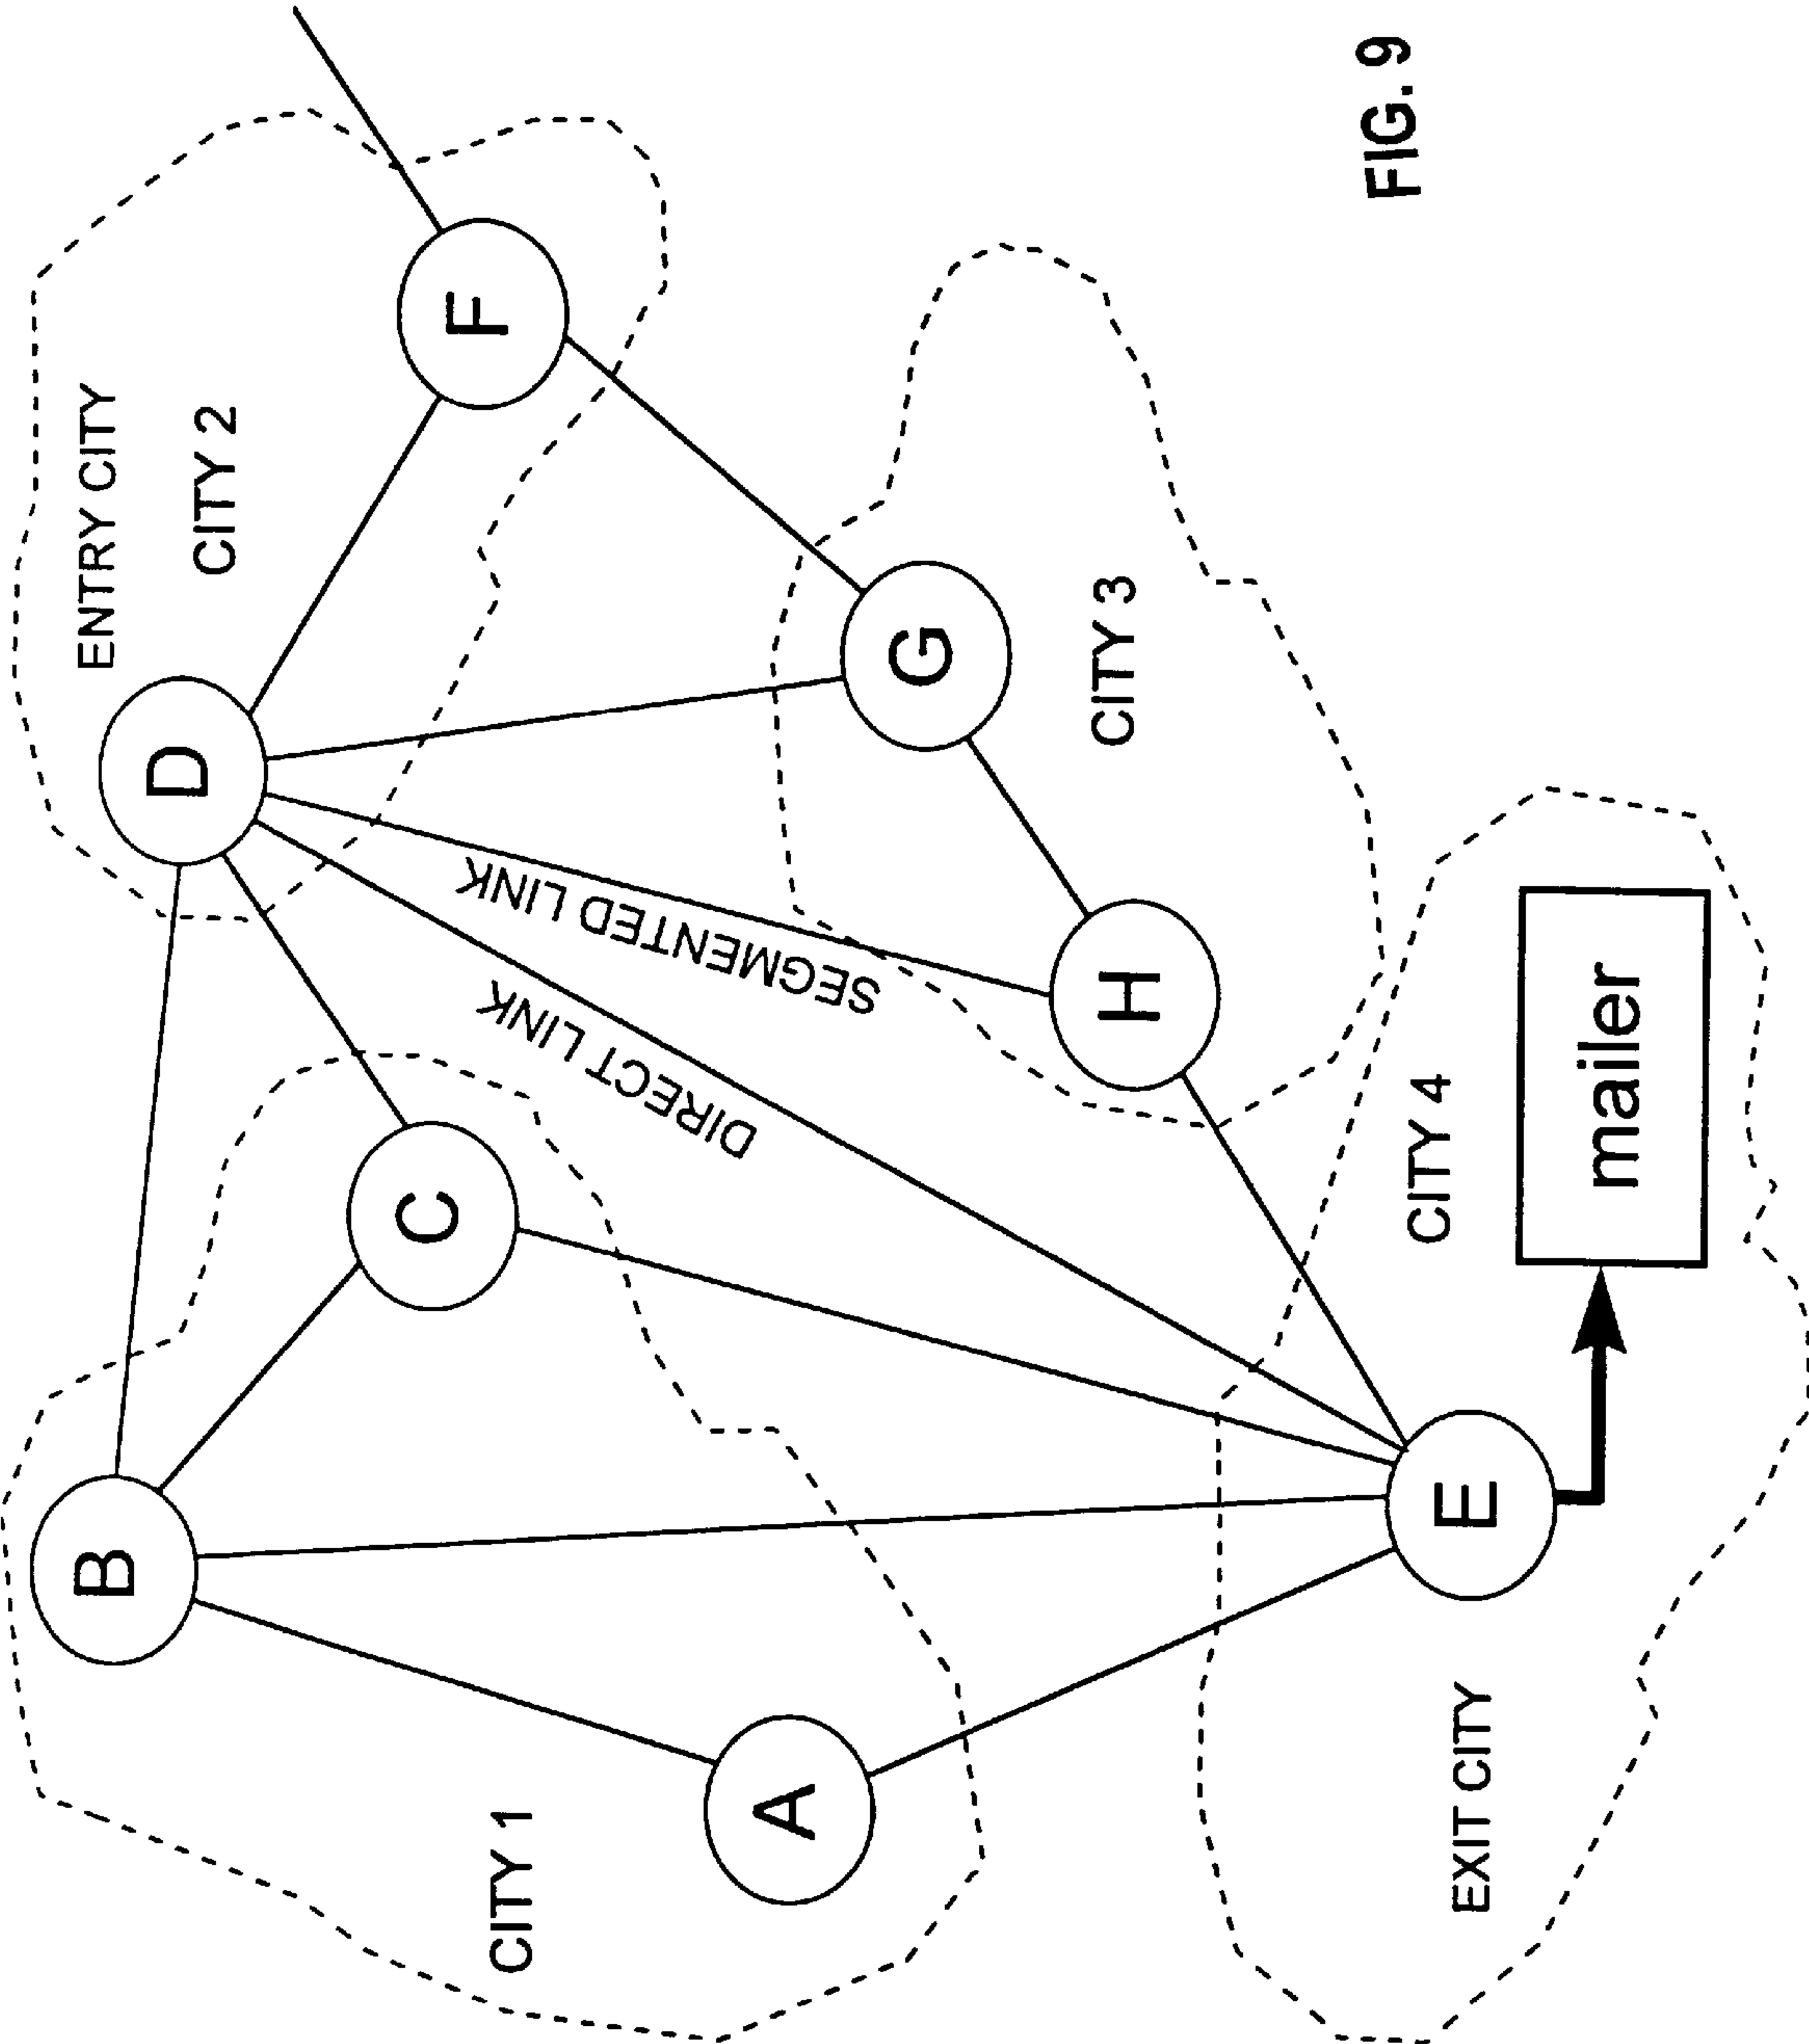 ENTRY CITY
B
D
CITY 2
C
F
CITY 1
DIRECT LINK
SEGMENTED LINK
A
G
CITY 3
H
FIG. 9
CITY 4
EXIT CITY
E
mailer